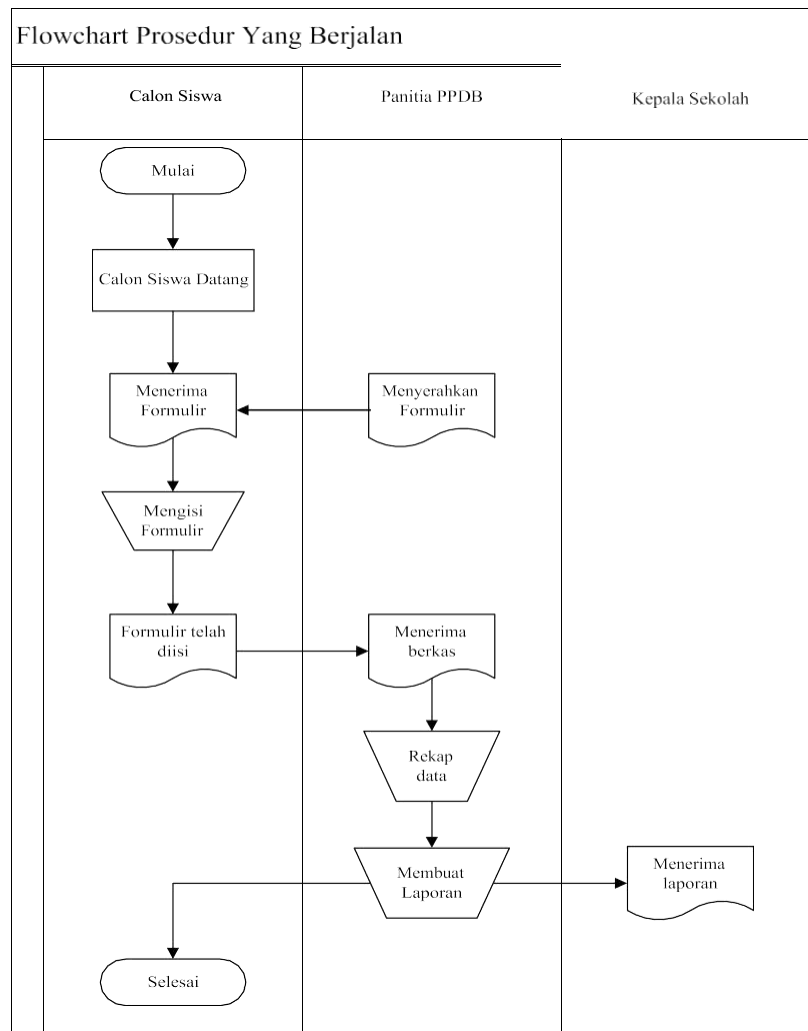 Flowchart Prosedur Yang Berjalan
Calon Siswa
Panitia PPDB
Kepala Sekolah
Mulai
Calon Siswa Datang
Menerima
Formulir
Menyerahkan
Formulir
Mengisi
Formulir
Formulir telah
diisi
Menerima
berkas
Rekap
data
Membuat
Laporan
Menerima
laporan
Selesai